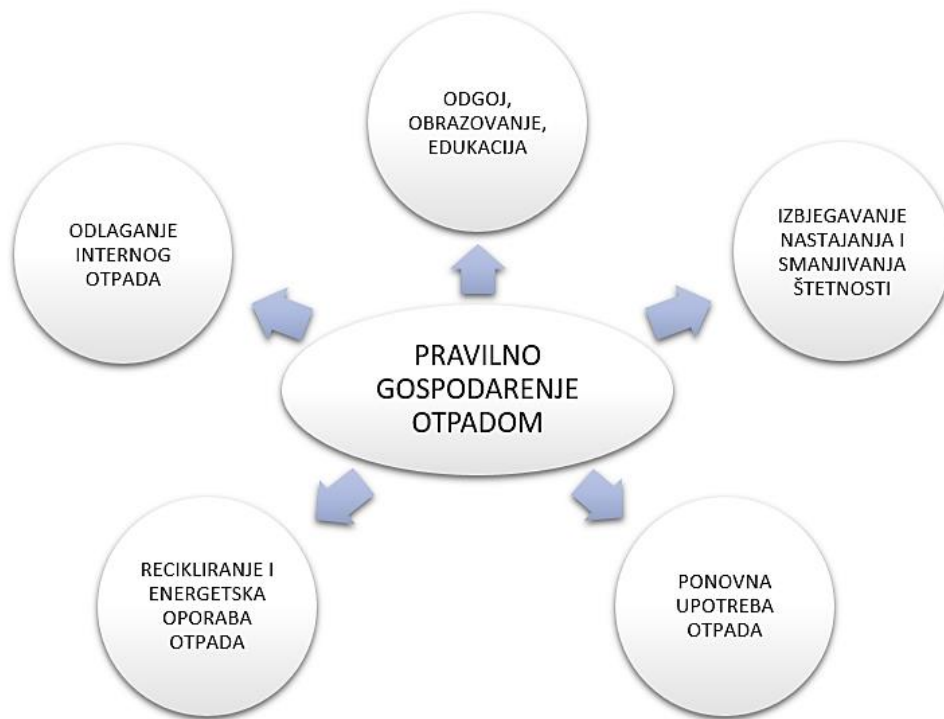 ODGOJ,
OBRAZOVANJE,
EDUKACIJA
ODLAGANJE
INTERNOG
OTPADA
IZBJEGAVANJE
NASTAJANJA I
SMANJIVANJA
ŠTETNOSTI
PRAVILNO
GOSPODARENJE
OTPADOM
RECIKLIRANJE I
ENERGETSKA
OPORABA
OTPADA
PONOVNA
UPOTREBA
OTPADA